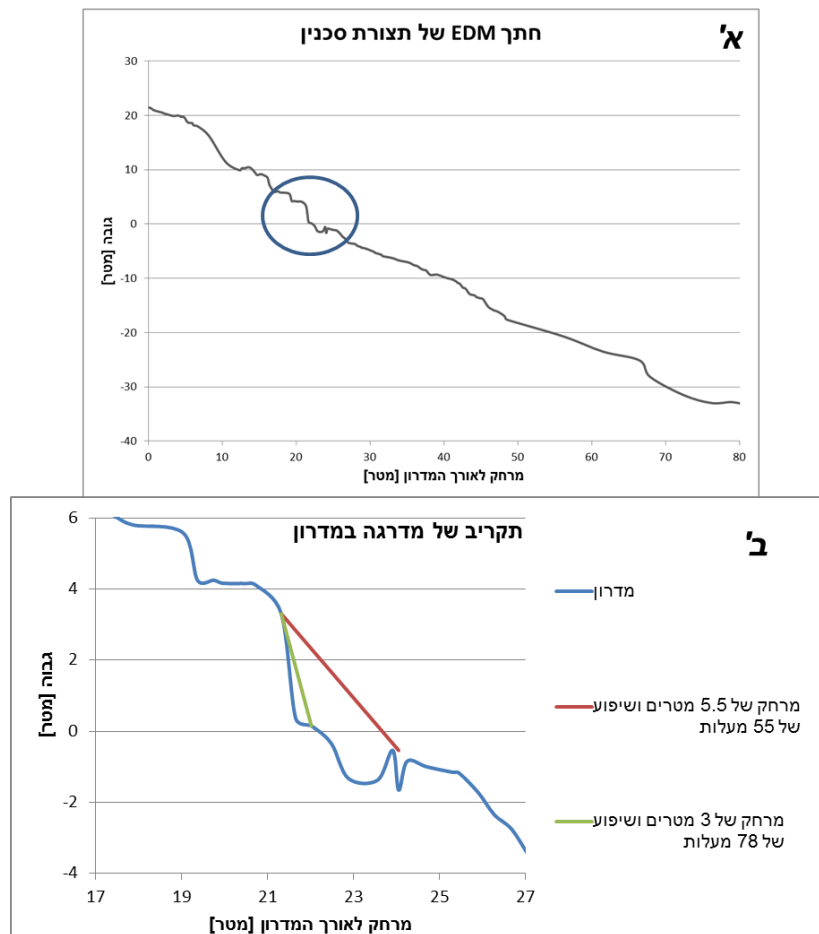 חתך EDM של תצורת סכנין
א'
30
20
10
0
-10
-20
-30
-40
גובה [מטר]
0 10 20 30 40 50 60 70 80
מרחק לאורך המדרון [מטר]
תקריב של מדרגה במדרון
ב'
6
4
2
0
-2
-4
גבוה [מטר]
17 19 21 23 25 27
מרחק לאורך המדרון [מטר]
מדרון
מרחק של 5.5 מטרים ושיפוע
של 55 מעלות
מרחק של 3 מטרים ושיפוע
של 78 מעלות